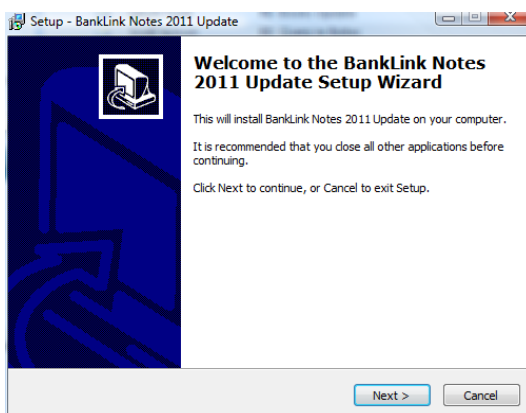 Setup - BankLink Notes 2011 Update
Welcome to the BankLink Notes
2011 Update Setup Wizard
This will install BankLink Notes 2011 Update on your computer.
It is recommended that you close all other applications before
continuing.
Click Next to continue, or Cancel to exit Setup.
Next >
Cancel